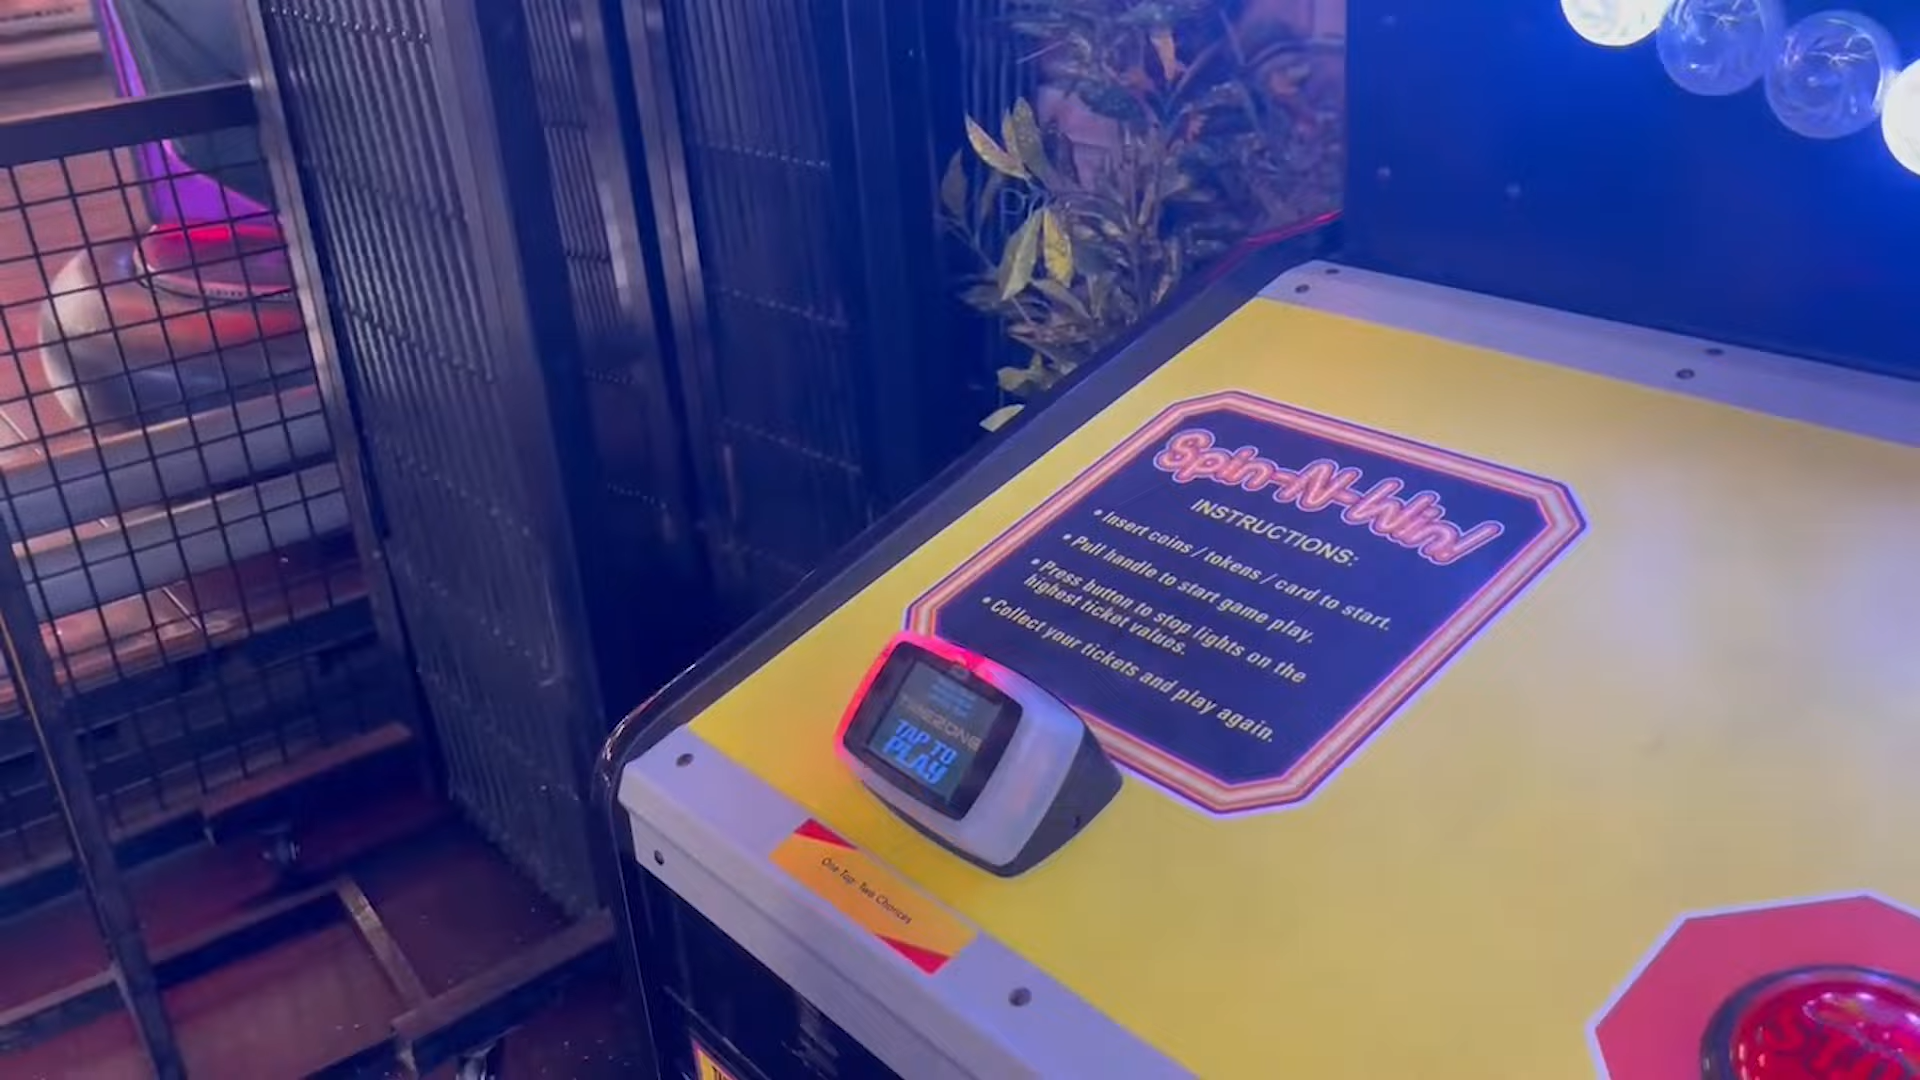 Spin-N-Win!
INSTRUCTIONS:
• Insert coins / tokens / card to start.
• Pull handle to start game play.
• Press button to stop lights on the
highest ticket values.
• Collect your tickets and play again.
TIMEZONE
TAP TO
PLAY
One Tap Two Choices